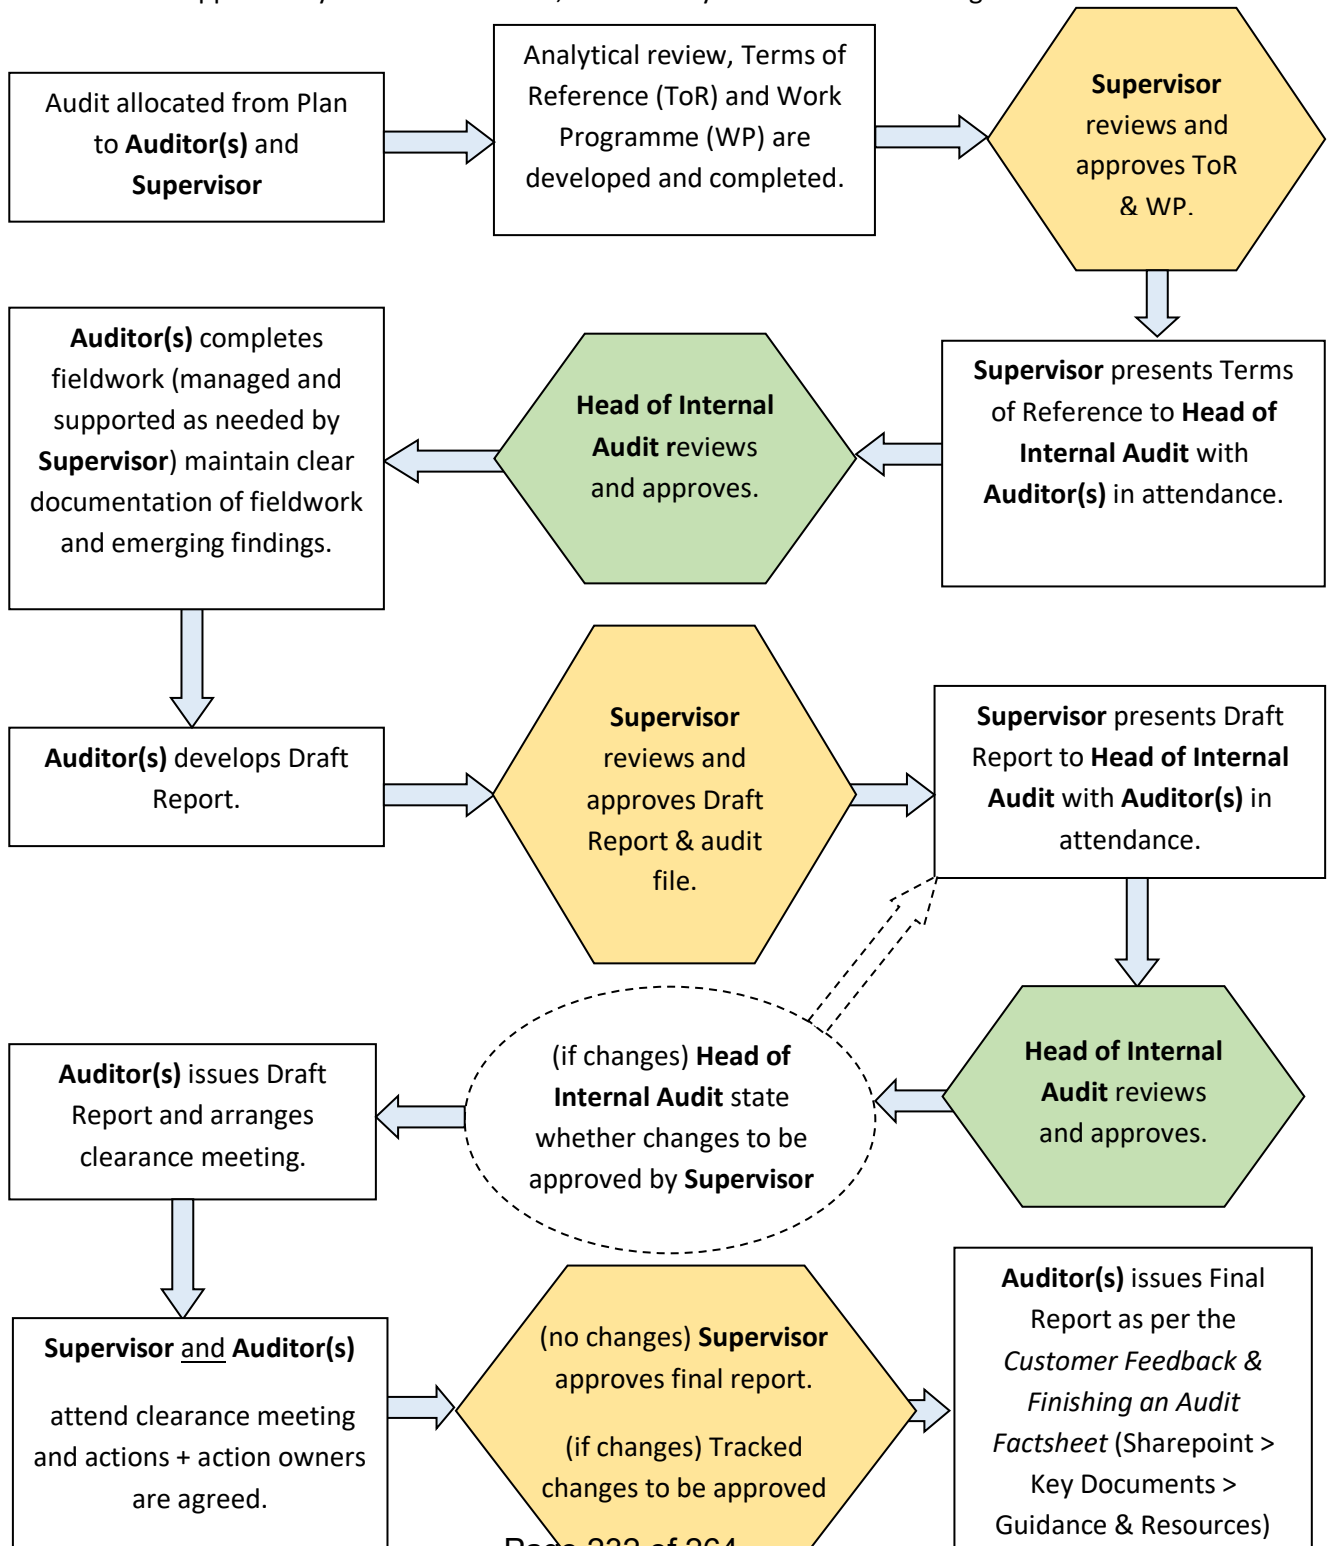 Audit allocated from Plan
to Auditor(s) and
Supervisor
Analytical review, Terms of
Reference (ToR) and Work
Programme (WP) are
developed and completed.
Supervisor
reviews and
approves ToR
& WP.
Supervisor presents Terms
of Reference to Head of
Internal Audit with
Auditor(s) in attendance.
Head of Internal
Audit reviews
and approves.
Auditor(s) completes
fieldwork (managed and
supported as needed by
Supervisor) maintain clear
documentation of fieldwork
and emerging findings.
Auditor(s) develops Draft
Report.
Supervisor
reviews and
approves Draft
Report & audit
file.
Supervisor presents Draft
Report to Head of Internal
Audit with Auditor(s) in
attendance.
Head of Internal
Audit reviews
and approves.
(if changes) Head of
Internal Audit state
whether changes to be
approved by Supervisor
Auditor(s) issues Draft
Report and arranges
clearance meeting.
Supervisor and Auditor(s)
attend clearance meeting
and actions + action owners
are agreed.
(no changes) Supervisor
approves final report.
(if changes) Tracked
changes to be approved
Auditor(s) issues Final
Report as per the
Customer Feedback &
Finishing an Audit
Factsheet (Sharepoint >
Key Documents >
Guidance & Resources)
Page 232 of 264